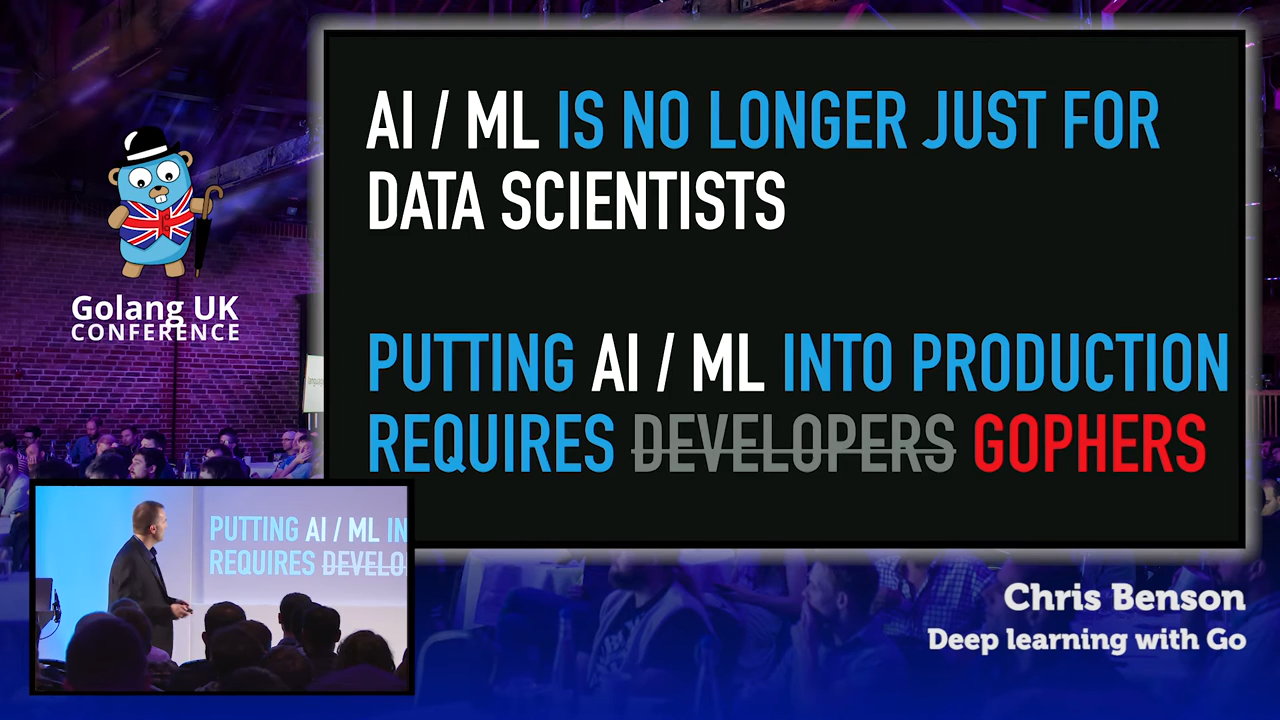 AI / ML IS NO LONGER JUST FOR
DATA SCIENTISTS
PUTTING AI / ML INTO PRODUCTION
REQUIRES DEVELOPERS GOPHERS
Golang UK
CONFERENCE
PUTTING AI / ML IN
REQUIRES DEVELO
Chris Benson
Deep learning with Go